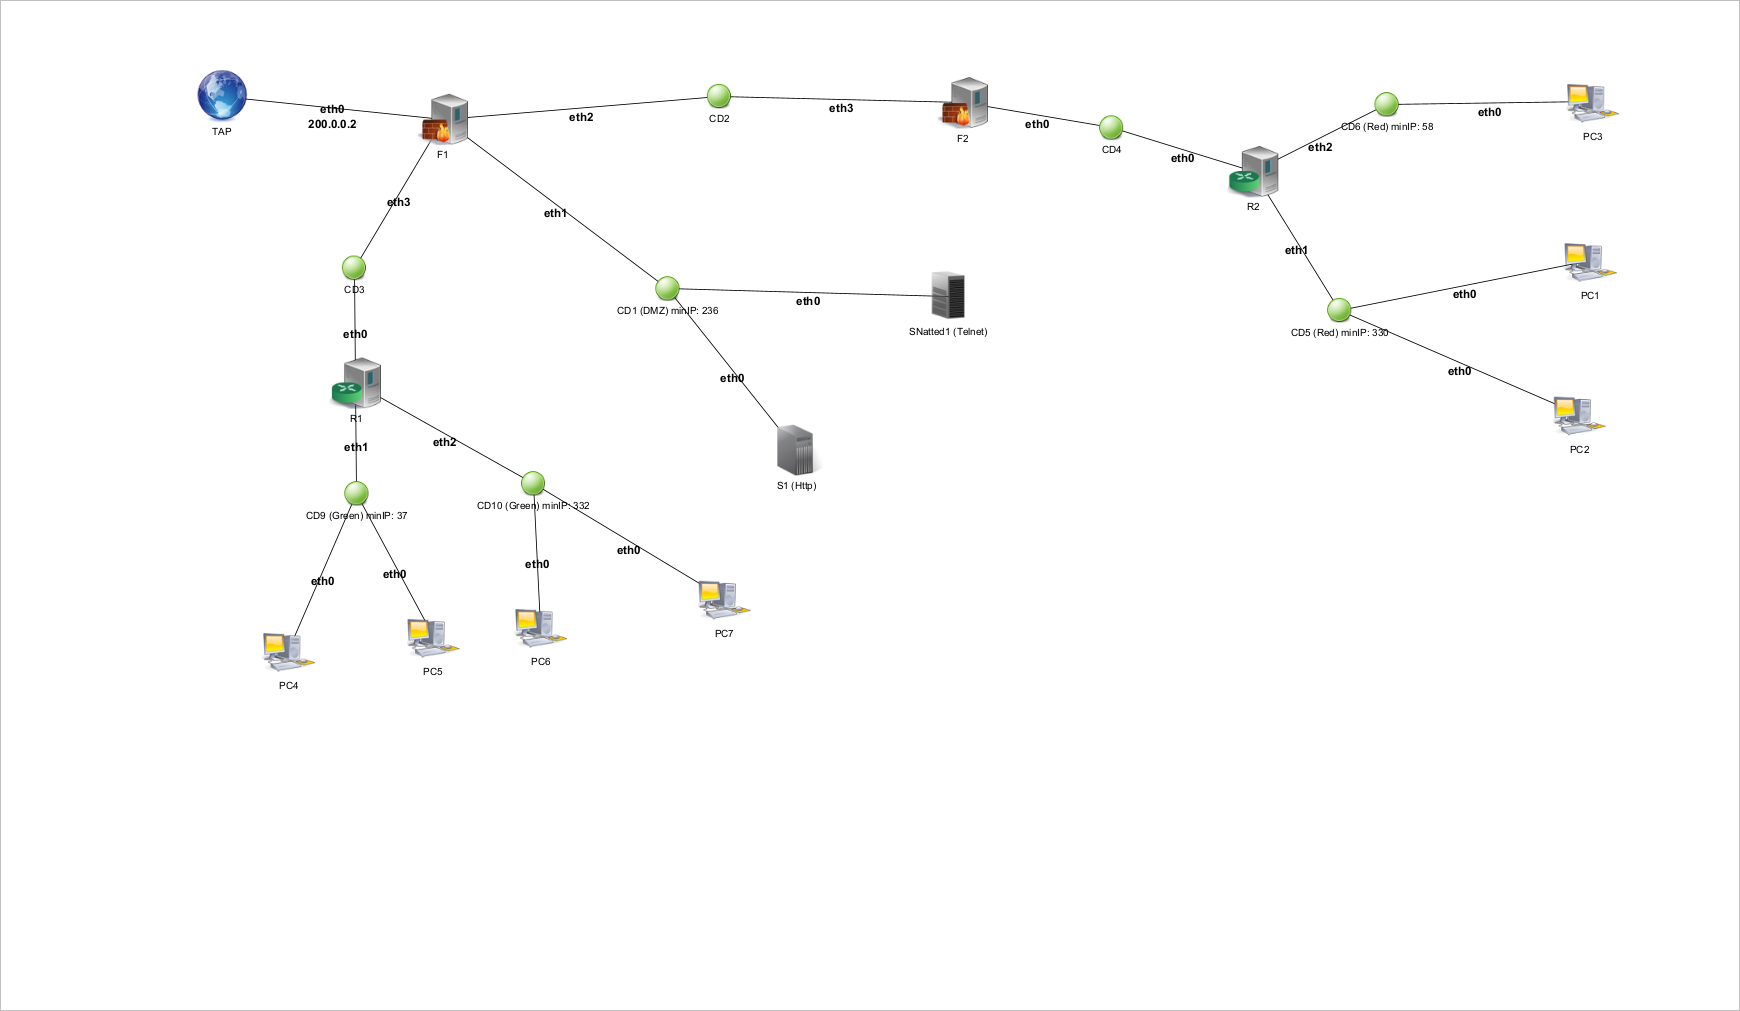 TAP
eth0
200.0.0.2
F1
eth2
CD2
eth3
F2
eth0
CD4
eth0
R2
eth2
CD6 (Red) minIP: 58
eth0
PC3
eth3
CD3
eth0
R1
eth1
CD1 (DMZ) minIP: 236
eth0
SNatted1 (Telnet)
eth0
S1 (Http)
eth1
CD5 (Red) minIP: 330
eth0
PC1
eth0
PC2
eth1
CD9 (Green) minIP: 37
eth2
CD10 (Green) minIP: 332
eth0
PC4
eth0
PC5
eth0
PC6
eth0
PC7